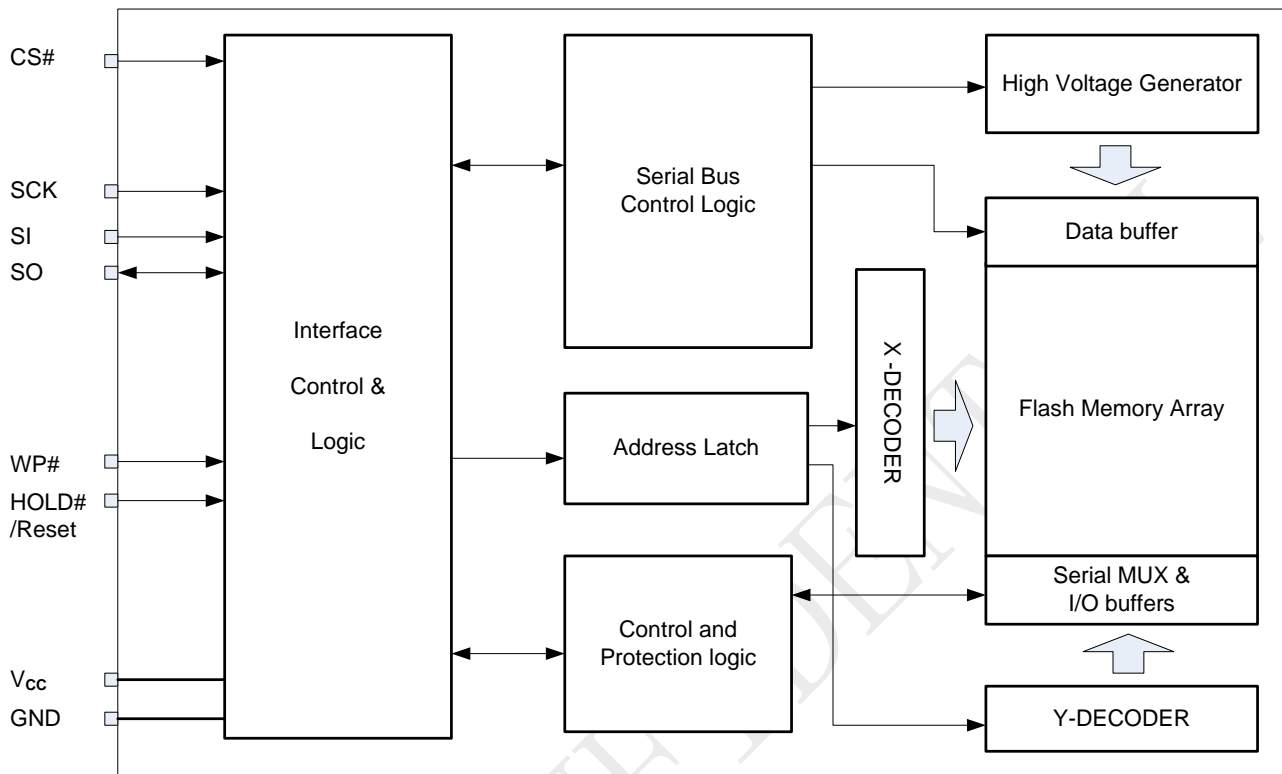 CS#
SCK
SI
SO
WP#
HOLD#
/Reset
Vcc
GND
Interface
Control &
Logic
Serial Bus
Control Logic
Address Latch
Control and
Protection logic
X -DECODER
High Voltage Generator
Data buffer
Flash Memory Array
Serial MUX &
I/O buffers
Y-DECODER